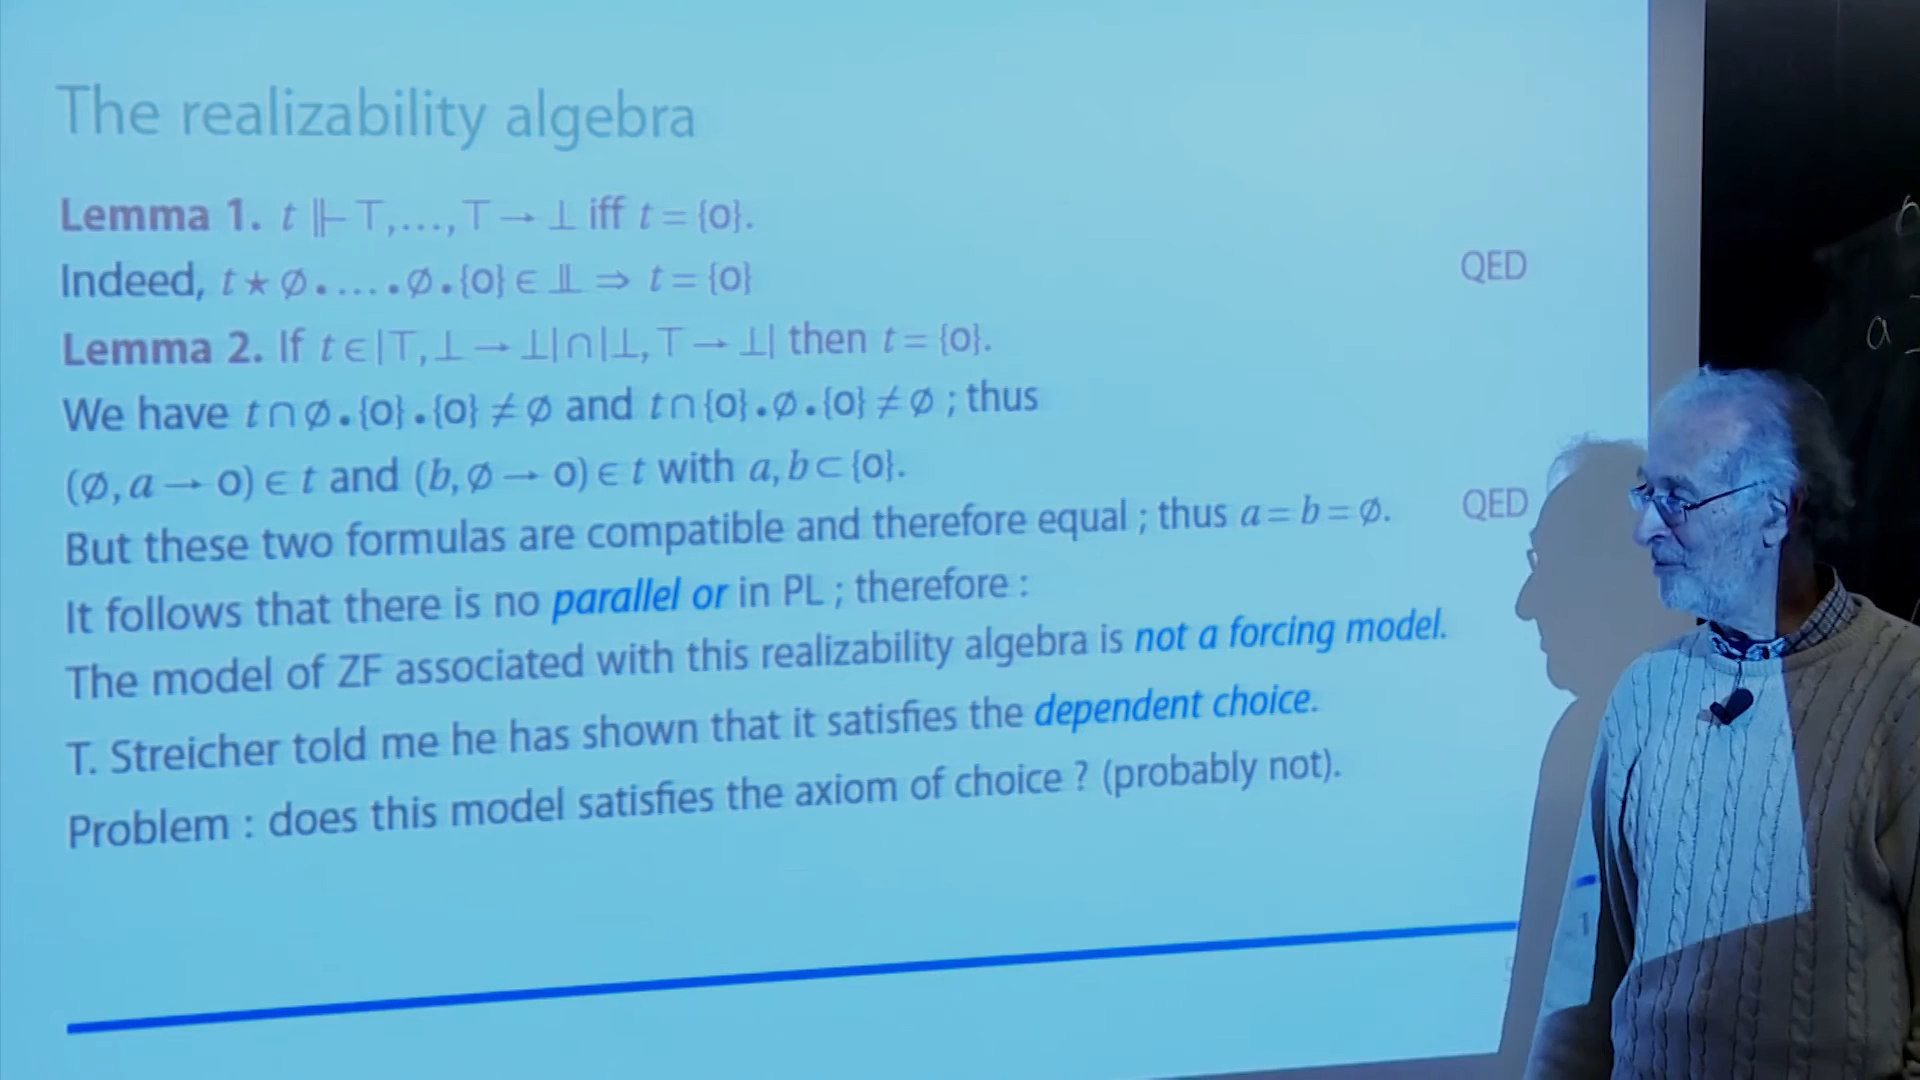 The realizability algebra
Lemma 1. t ⊩ ⊤,…,⊤ → ⊥ iff t = {o}.
Indeed, t ⋆ ∅ . … . ∅ . {o} ∈ ⫫ ⇒ t = {o} QED
Lemma 2. If t ∈ |⊤,⊥ → ⊥| ∩ |⊥,⊤ → ⊥| then t = {o}.
We have t ∩ ∅ . {o} . {o} ≠ ∅ and t ∩ {o} . ∅ . {o} ≠ ∅ ; thus
(∅, a → o) ∈ t and (b, ∅ → o) ∈ t with a, b ⊂ {o}.
But these two formulas are compatible and therefore equal ; thus a = b = ∅. QED
It follows that there is no parallel or in PL ; therefore :
The model of ZF associated with this realizability algebra is not a forcing model.
T. Streicher told me he has shown that it satisfies the dependent choice.
Problem : does this model satisfies the axiom of choice ? (probably not).
a